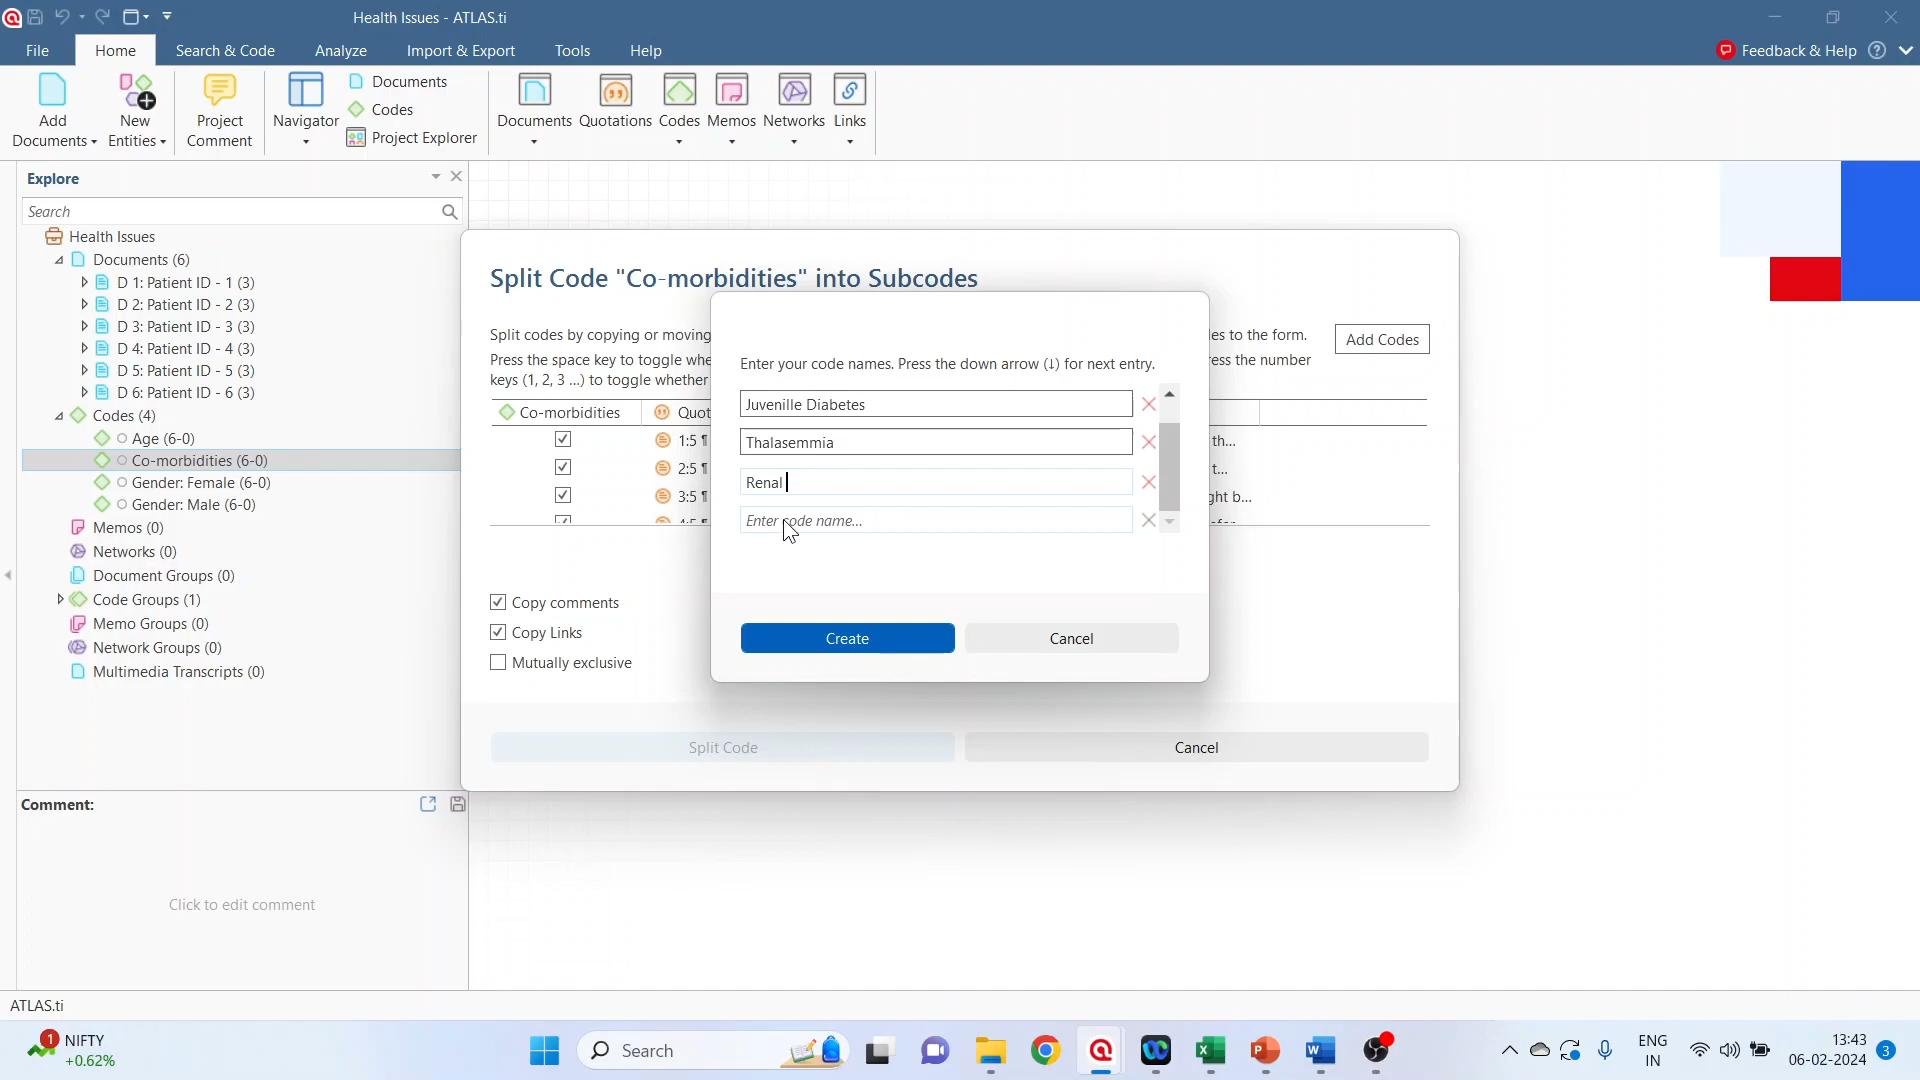 Health Issues - ATLAS.ti
File
Home
Search & Code
Analyze
Import & Export
Tools
Help
Feedback & Help
Add Documents
New Entities
Project Comment
Navigator
Documents
Codes
Project Explorer
Documents
Quotations
Codes
Memos
Networks
Links
Explore
Search
Health Issues
Documents (6)
D 1: Patient ID - 1 (3)
D 2: Patient ID - 2 (3)
D 3: Patient ID - 3 (3)
D 4: Patient ID - 4 (3)
D 5: Patient ID - 5 (3)
D 6: Patient ID - 6 (3)
Codes (4)
Age (6-0)
Co-morbidities (6-0)
Gender: Female (6-0)
Gender: Male (6-0)
Memos (0)
Networks (0)
Document Groups (0)
Code Groups (1)
Memo Groups (0)
Network Groups (0)
Multimedia Transcripts (0)
Comment:
Click to edit comment
Split Code "Co-morbidities" into Subcodes
Split codes by copying or moving
to the form.
Press the space key to toggle
the number
keys (1, 2, 3 ...) to toggle whether
Add Codes
Co-morbidities
1:5 ¶
th...
2:5 ¶
t...
3:5 ¶
Copy comments
Copy Links
Mutually exclusive
Split Code
Cancel
Enter your code names. Press the down arrow (↓) for next entry.
Juvenille Diabetes
Thalasemmia
Renal
Enter code name...
Create
Cancel
ATLAS.ti
1
NIFTY
+0.62%
Search
ENG
IN
13:43
06-02-2024
3